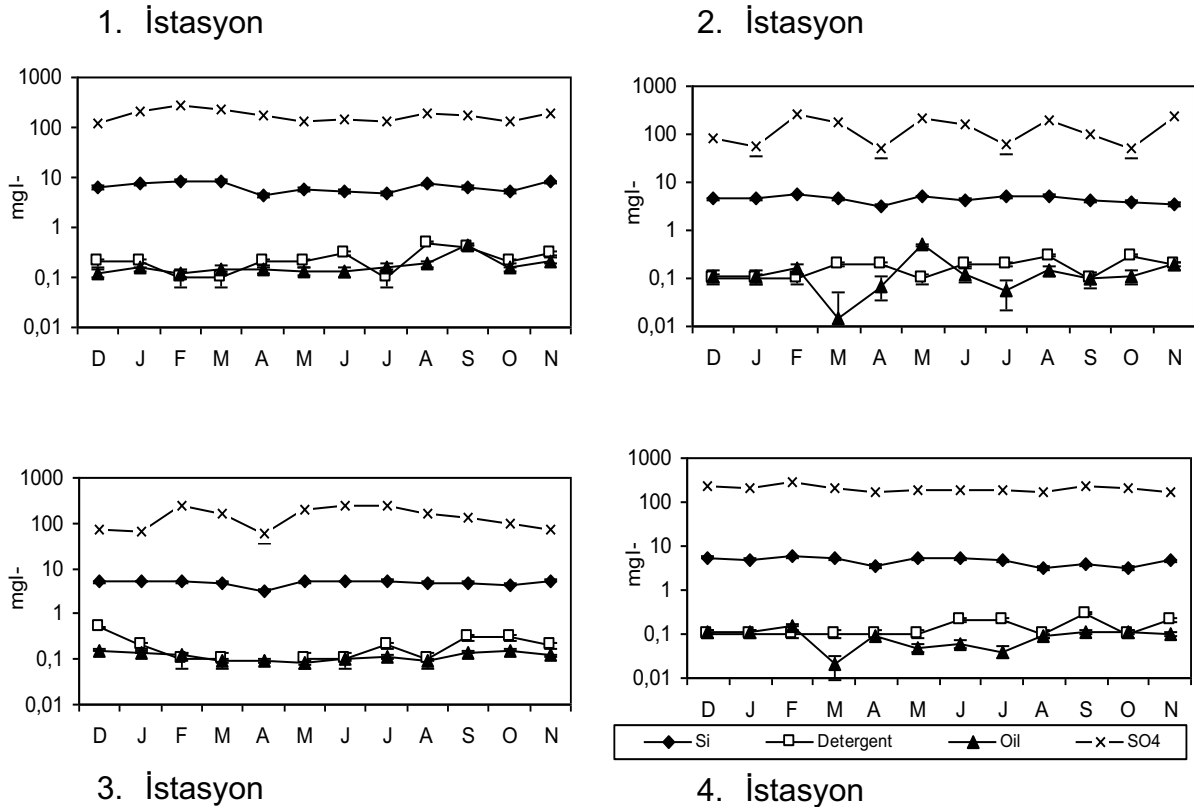 1. İstasyon
2. İstasyon
1000
100
10
1
0,1
0,01
mgl-
D J F M A M J J A S O N
1000
100
10
1
0,1
0,01
mgl-
D J F M A M J J A S O N
1000
100
10
1
0,1
0,01
mgl-
D J F M A M J J A S O N
1000
100
10
1
0,1
0,01
mgl-
D J F M A M J J A S O N
Si Detergent Oil SO4
3. İstasyon
4. İstasyon